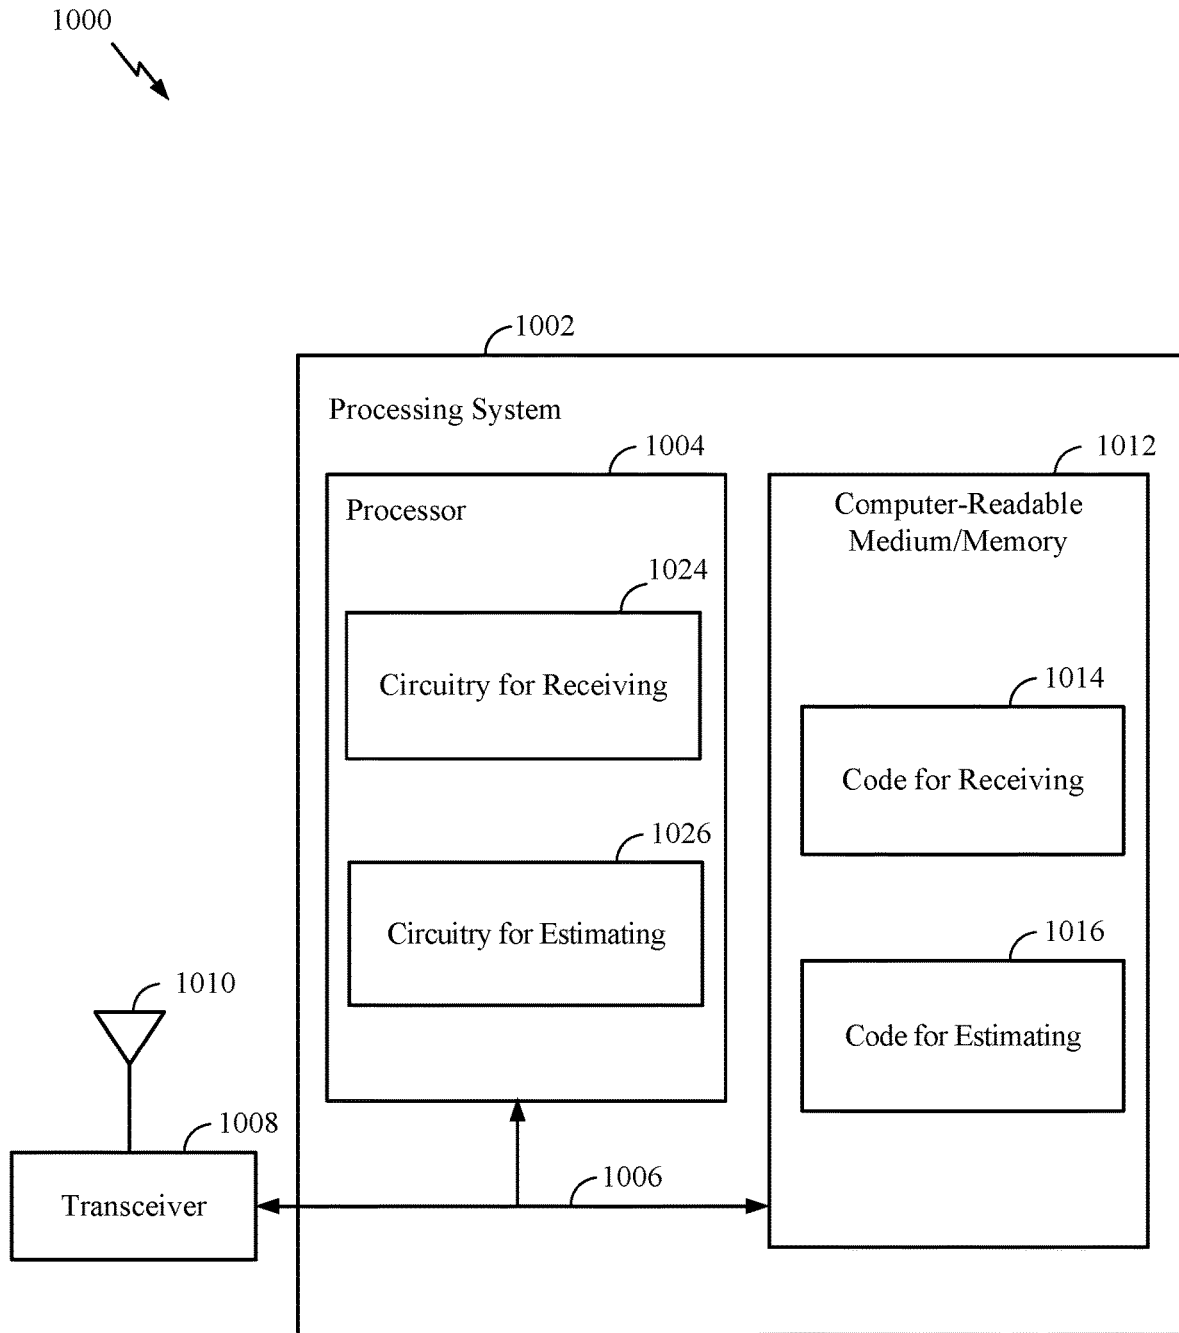 1000
1002
Processing System
1004
1012
Processor
Computer-Readable
Medium/Memory
1024
Circuitry for Receiving
1014
Code for Receiving
1026
Circuitry for Estimating
1016
Code for Estimating
1010
1008
Transceiver
1006